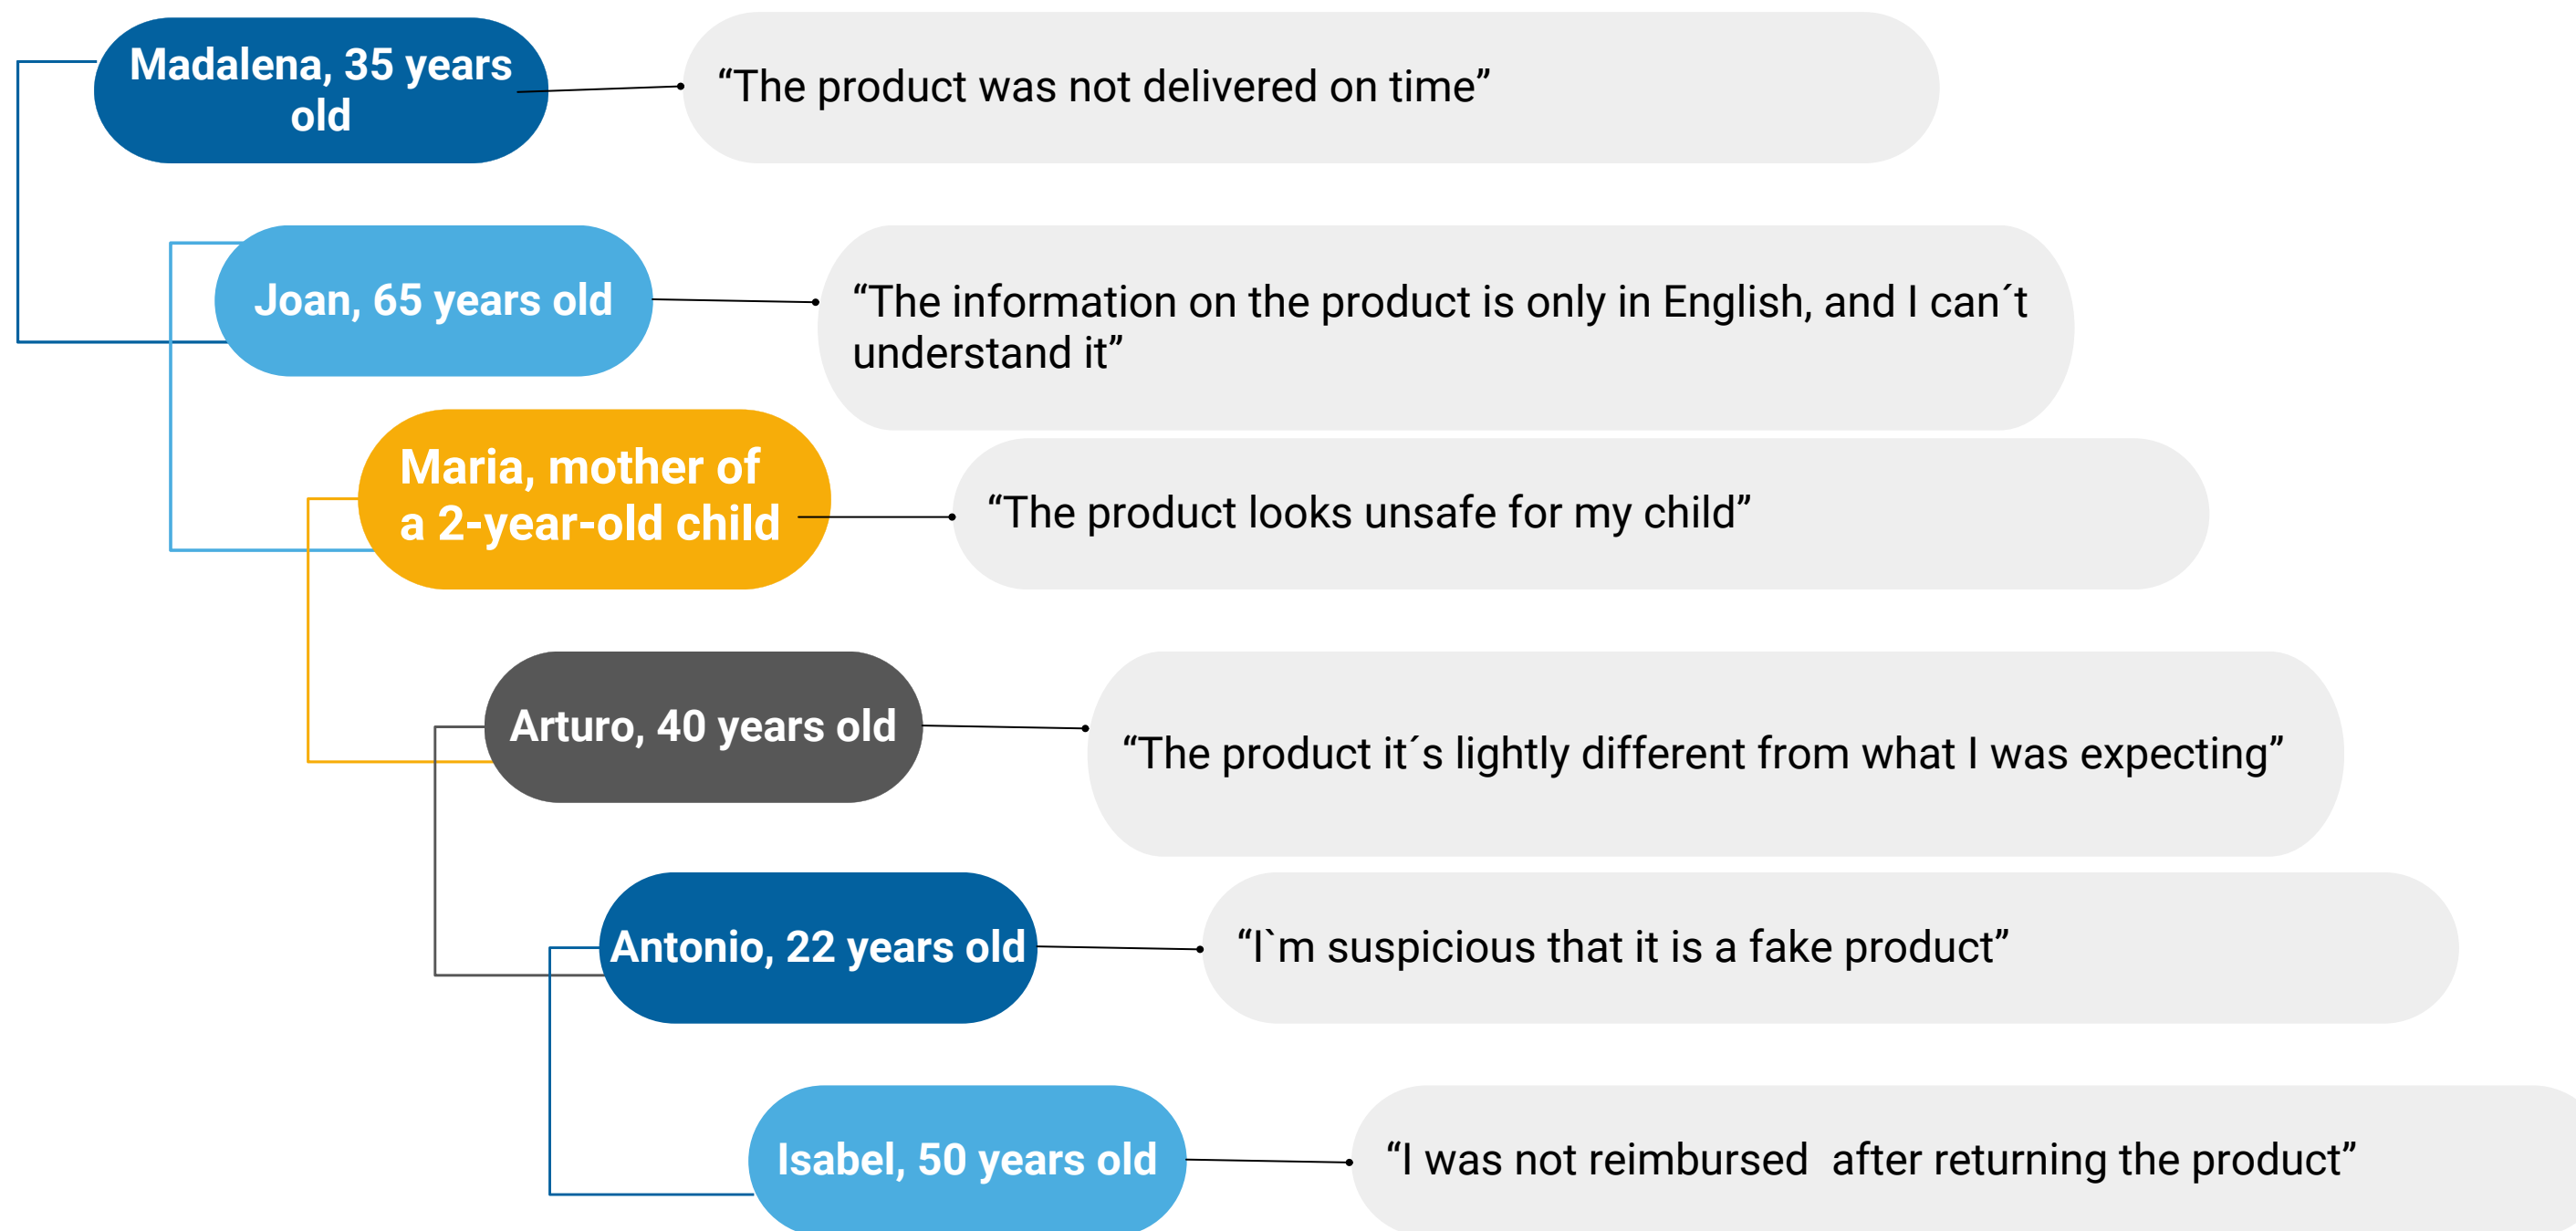 Madalena, 35 years
old
“The product was not delivered on time”
Joan, 65 years old
“The information on the product is only in English, and I can´t
understand it”
Maria, mother of
a 2-year-old child
“The product looks unsafe for my child”
Arturo, 40 years old
“The product it´s lightly different from what I was expecting”
Antonio, 22 years old
“I`m suspicious that it is a fake product”
Isabel, 50 years old
“I was not reimbursed  after returning the product”